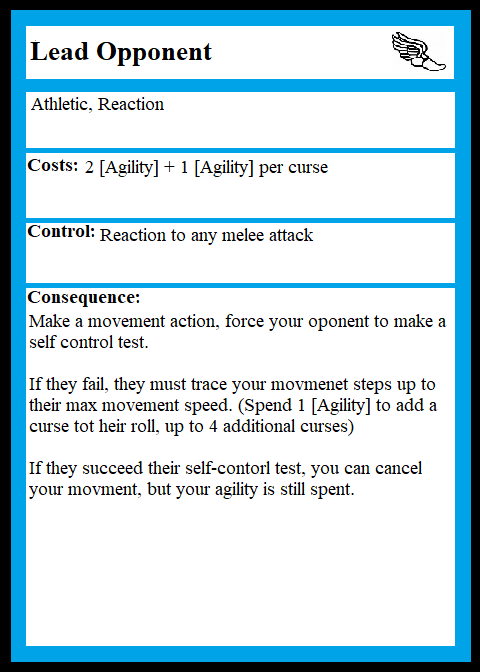 Lead Opponent
Athletic, Reaction
Costs: 2 [Agility] + 1 [Agility] per curse
Control: Reaction to any melee attack
Consequence:
Make a movement action, force your oponent to make a
self control test.
If they fail, they must trace your movmenet steps up to
their max movement speed. (Spend 1 [Agility] to add a
curse tot heir roll, up to 4 additional curses)
If they succeed their self-contorl test, you can cancel
your movment, but your agility is still spent.